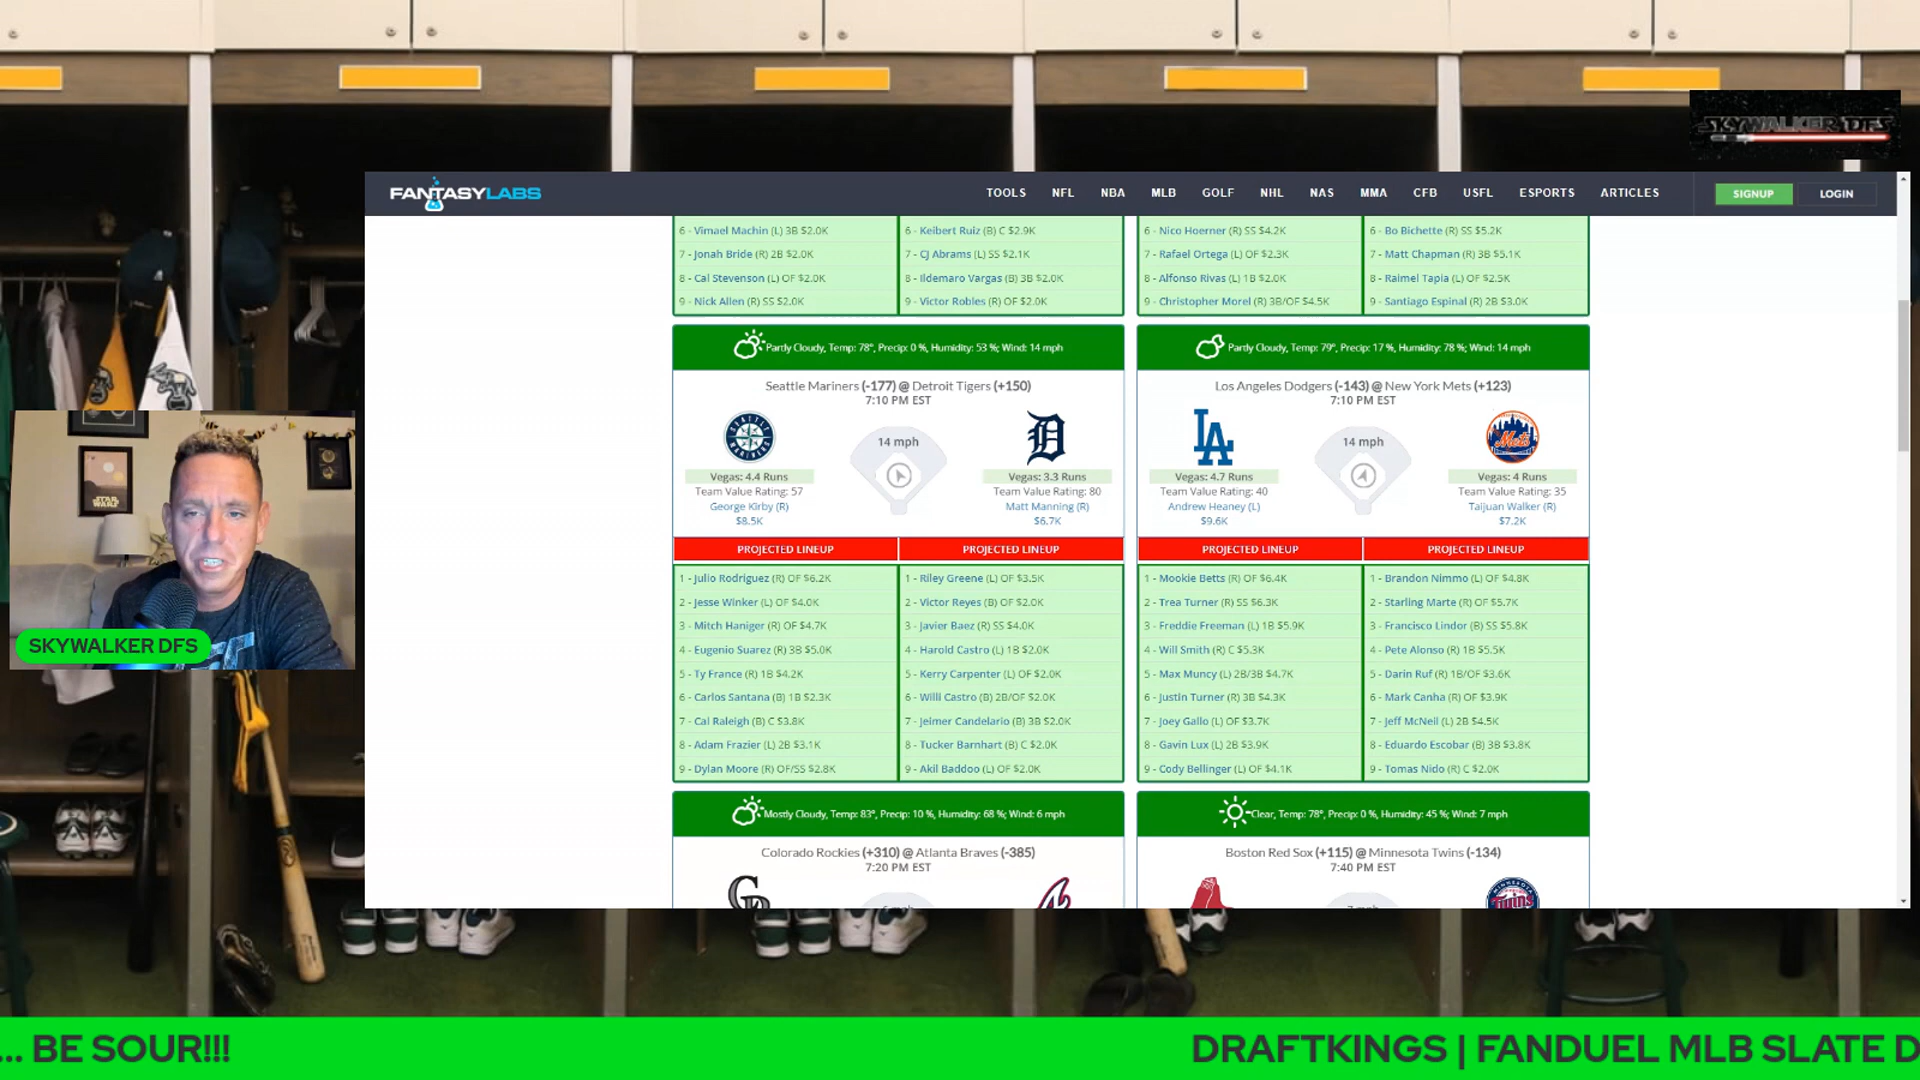 SKYWALKER DFS
FANTASYLABS
TOOLS NFL NBA MLB GOLF NHL NAS MMA CFB USFL ESPORTS ARTICLES SIGNUP LOGIN
6 - Vimael Machin (L) 3B $2.0K
7 - Jonah Bride (R) 2B $2.0K
8 - Cal Stevenson (L) OF $2.0K
9 - Nick Allen (R) SS $2.0K
6 - Keibert Ruiz (B) C $2.9K
7 - CJ Abrams (L) SS $2.1K
8 - Ildemaro Vargas (B) 3B $2.0K
9 - Victor Robles (R) OF $2.0K
6 - Nico Hoerner (R) SS $4.2K
7 - Rafael Ortega (L) OF $2.3K
8 - Alfonso Rivas (L) 1B $2.0K
9 - Christopher Morel (R) 3B/OF $4.5K
6 - Bo Bichette (R) SS $5.2K
7 - Matt Chapman (R) 3B $5.1K
8 - Raimel Tapia (L) OF $2.5K
9 - Santiago Espinal (R) 2B $3.0K
Partly Cloudy, Temp: 78°, Precip: 0 %, Humidity: 53 %; Wind: 14 mph
Seattle Mariners (-177) @ Detroit Tigers (+150)
7:10 PM EST
14 mph
Vegas: 4.4 Runs
Team Value Rating: 57
George Kirby (R)
$8.5K
D
Vegas: 3.3 Runs
Team Value Rating: 80
Matt Manning (R)
$6.7K
PROJECTED LINEUP
1 - Julio Rodriguez (R) OF $6.2K
2 - Jesse Winker (L) OF $4.0K
3 - Mitch Haniger (R) OF $4.7K
4 - Eugenio Suarez (R) 3B $5.0K
5 - Ty France (R) 1B $4.2K
6 - Carlos Santana (B) 1B $2.3K
7 - Cal Raleigh (B) C $3.8K
8 - Adam Frazier (L) 2B $3.1K
9 - Dylan Moore (R) OF/SS $2.8K
PROJECTED LINEUP
1 - Riley Greene (L) OF $3.5K
2 - Victor Reyes (B) OF $2.0K
3 - Javier Baez (R) SS $4.0K
4 - Harold Castro (L) 1B $2.0K
5 - Kerry Carpenter (L) OF $2.0K
6 - Willi Castro (B) 2B/OF $2.0K
7 - Jeimer Candelario (B) 3B $2.0K
8 - Tucker Barnhart (B) C $2.0K
9 - Akil Baddoo (L) OF $2.0K
Partly Cloudy, Temp: 79°, Precip: 17 %, Humidity: 78 %; Wind: 14 mph
Los Angeles Dodgers (-143) @ New York Mets (+123)
7:10 PM EST
LA
14 mph
Mets
Vegas: 4.7 Runs
Team Value Rating: 40
Andrew Heaney (L)
$9.6K
Vegas: 4 Runs
Team Value Rating: 35
Taijuan Walker (R)
$7.2K
PROJECTED LINEUP
1 - Mookie Betts (R) OF $6.4K
2 - Trea Turner (R) SS $6.3K
3 - Freddie Freeman (L) 1B $5.9K
4 - Will Smith (R) C $5.3K
5 - Max Muncy (L) 2B/3B $4.7K
6 - Justin Turner (R) 3B $4.3K
7 - Joey Gallo (L) OF $3.7K
8 - Gavin Lux (L) 2B $3.9K
9 - Cody Bellinger (L) OF $4.1K
PROJECTED LINEUP
1 - Brandon Nimmo (L) OF $4.8K
2 - Starling Marte (R) OF $5.7K
3 - Francisco Lindor (B) SS $5.8K
4 - Pete Alonso (R) 1B $5.5K
5 - Darin Ruf (R) 1B/OF $3.6K
6 - Mark Canha (R) OF $3.9K
7 - Jeff McNeil (L) 2B $4.5K
8 - Eduardo Escobar (B) 3B $3.8K
9 - Tomas Nido (R) C $2.0K
Mostly Cloudy, Temp: 83°, Precip: 10 %, Humidity: 68 %; Wind: 6 mph
Colorado Rockies (+310) @ Atlanta Braves (-385)
7:20 PM EST
Clear, Temp: 78°, Precip: 0 %, Humidity: 45 %; Wind: 7 mph
Boston Red Sox (+115) @ Minnesota Twins (-134)
7:40 PM EST
STAR WARS
SKYWALKER DFS
... BE SOUR!!!
DRAFTKINGS | FANDUEL MLB SLATE D